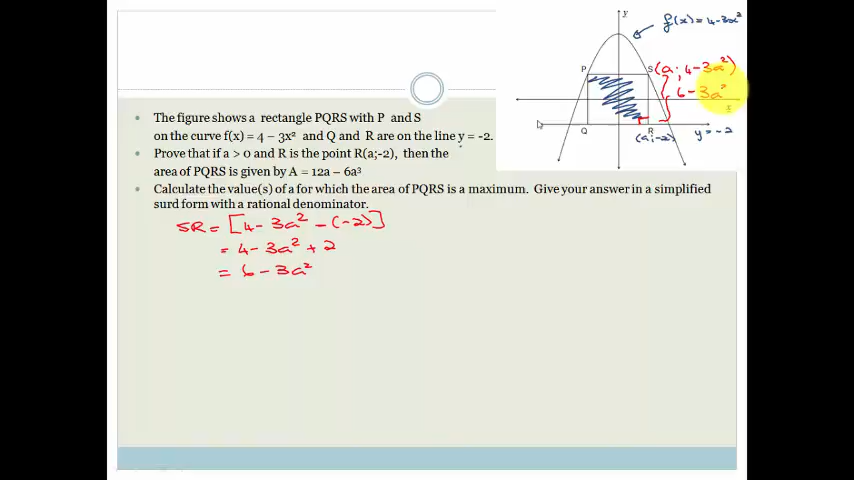 y
f(x) = 4-3x²
P
S (a; 4-3a²)
6-3a²
Q
R
(a;-2)
y = -2
The figure shows a rectangle PQRS with P and S
on the curve f(x) = 4 – 3x² and Q and R are on the line y = -2.
Prove that if a > 0 and R is the point R(a;-2), then the
area of PQRS is given by A = 12a – 6a³
Calculate the value(s) of a for which the area of PQRS is a maximum. Give your answer in a simplified
surd form with a rational denominator.
SR = [4-3a² - (-2)]
= 4-3a² + 2
= 6-3a²